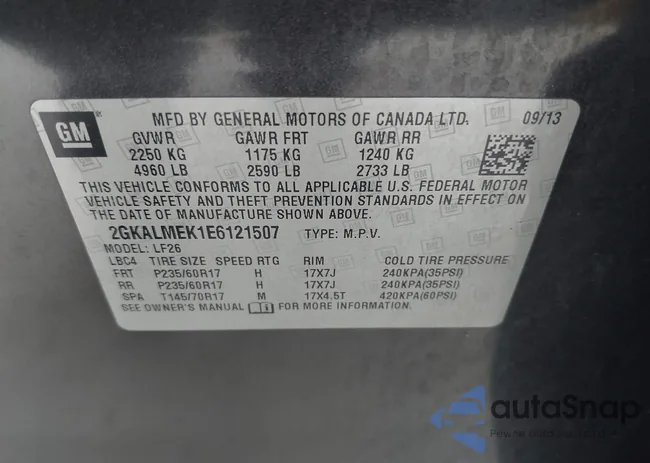 GM
MFD BY GENERAL MOTORS OF CANADA LTD. 09/13
GVWR GAWR FRT GAWR RR
2250 KG 1175 KG 1240 KG
4960 LB 2590 LB 2733 LB
THIS VEHICLE CONFORMS TO ALL APPLICABLE U.S. FEDERAL MOTOR
VEHICLE SAFETY AND THEFT PREVENTION STANDARDS IN EFFECT ON
THE DATE OF MANUFACTURE SHOWN ABOVE.
2GKALMEK1E6121507 TYPE: M.P.V.
MODEL: LF26
LBC4 TIRE SIZE SPEED RTG RIM COLD TIRE PRESSURE
FRT P235/60R17 H 17X7J 240KPA(35PSI)
RR P235/60R17 H 17X7J 240KPA(35PSI)
SPA T145/70R17 M 17X4.5T 420KPA(60PSI)
SEE OWNER'S MANUAL FOR MORE INFORMATION.
autoSnap